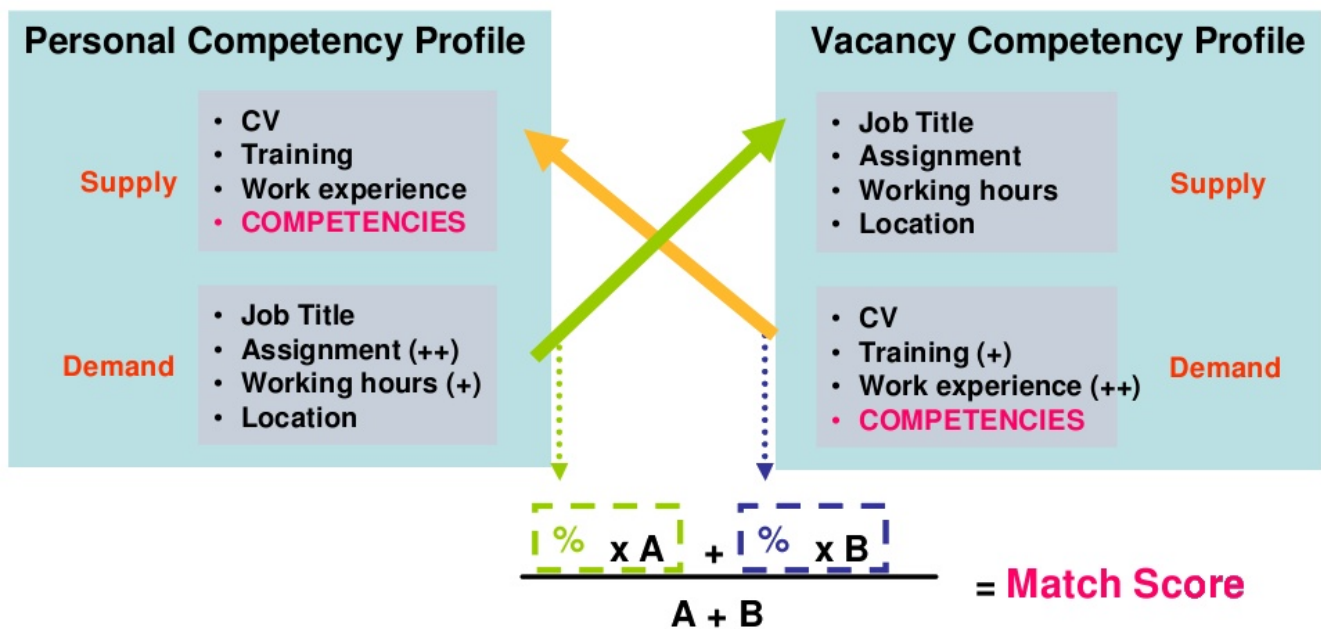 Personal Competency Profile
Supply
• CV
• Training
• Work experience
• COMPETENCIES
Demand
• Job Title
• Assignment (++)
• Working hours (+)
• Location
Vacancy Competency Profile
• Job Title
• Assignment
• Working hours
• Location
Supply
• CV
• Training (+)
• Work experience (++)
• COMPETENCIES
Demand
% x A + % x B
A + B
= Match Score